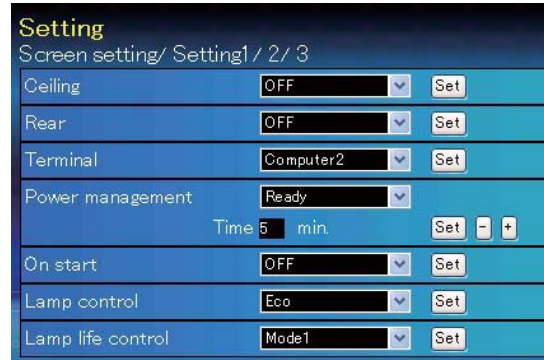 Setting
Screen setting/ Setting1/ 2/ 3
Ceiling OFF Set
Rear OFF Set
Terminal Computer2 Set
Power management Ready
Time 5 min. Set - +
On start OFF Set
Lamp control Eco Set
Lamp life control Mode1 Set